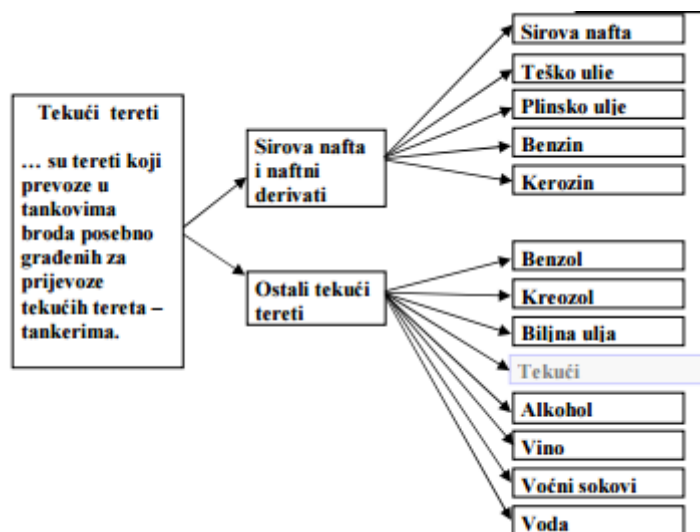 Tekući tereti
… su tereti koji
prevoze u
tankovima
broda posebno
građenih za
prijevoze
tekućih tereta –
tankerima.
Sirova nafta
i naftni
derivati
Sirova nafta
Teško ulie
Plinsko ulje
Benzin
Kerozin
Ostali tekući
tereti
Benzol
Kreozol
Biljna ulja
Tekući
Alkohol
Vino
Voćni sokovi
Voda